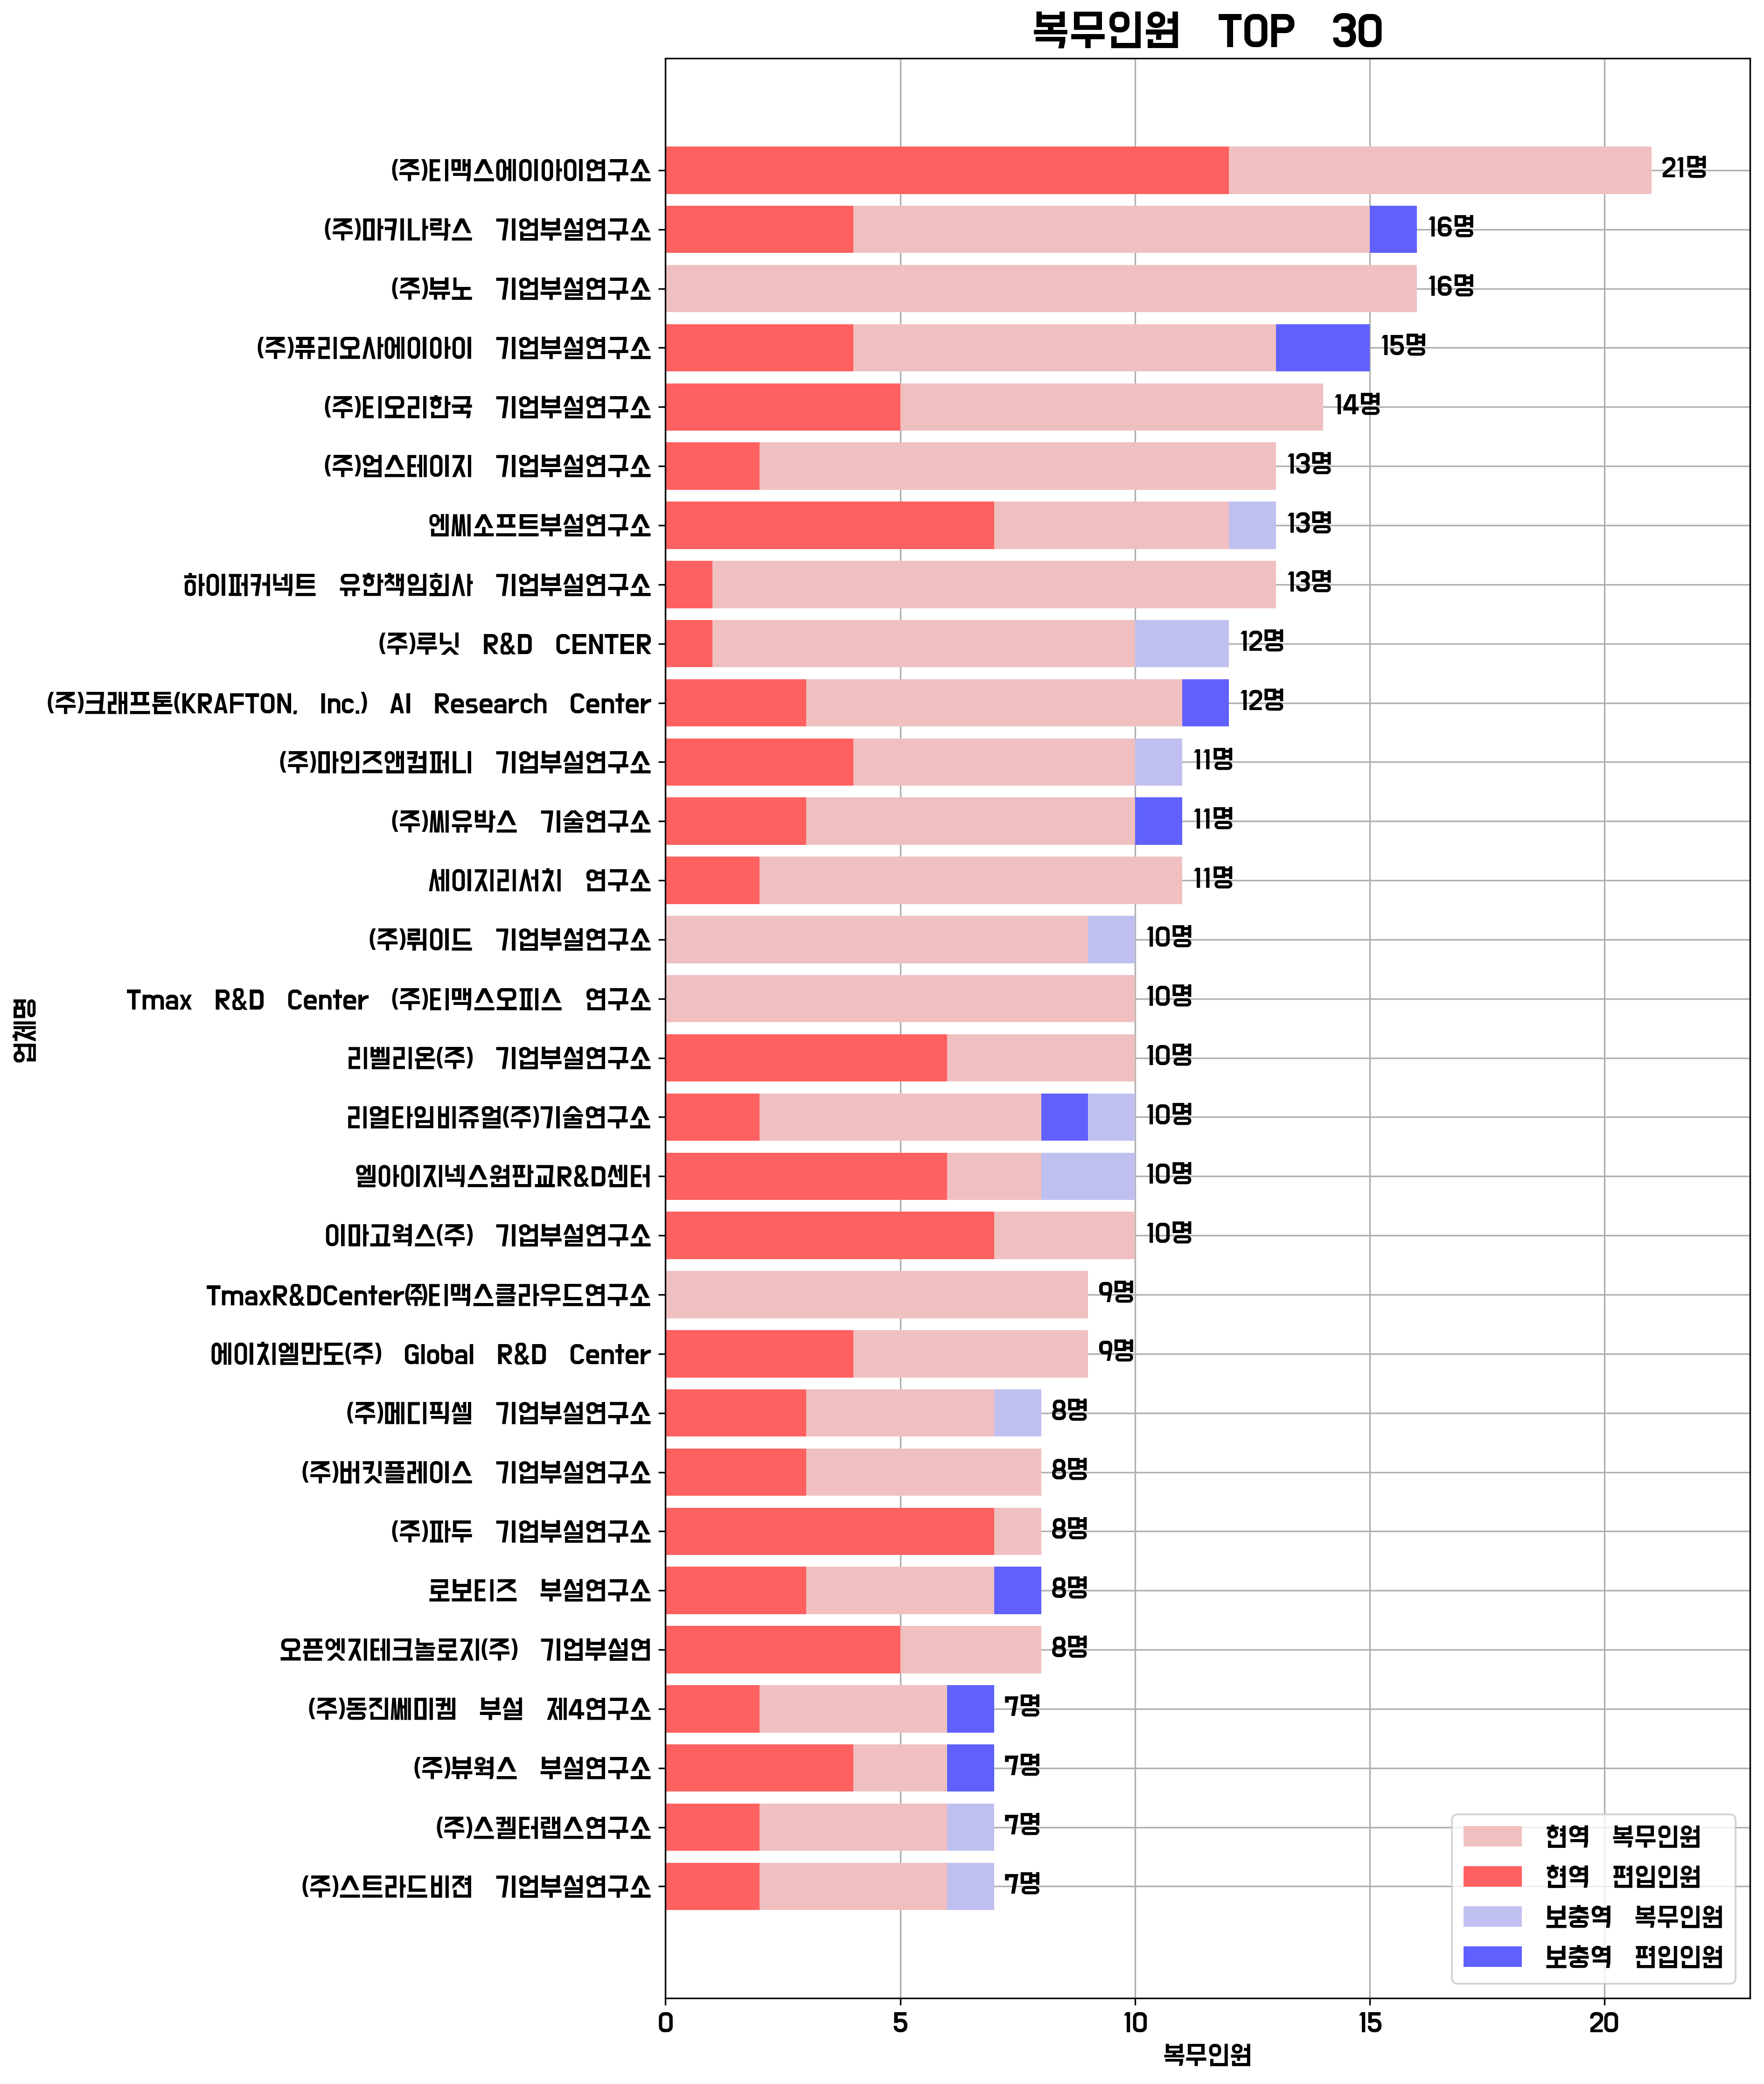 복무인원 TOP 30
(주)티맥스에이아이연구소 21명
(주)마키나락스 기업부설연구소 16명
(주)뷰노 기업부설연구소 16명
(주)퓨리오사에이아이 기업부설연구소 15명
(주)티오리한국 기업부설연구소 14명
(주)업스테이지 기업부설연구소 13명
엔씨소프트부설연구소 13명
하이퍼커넥트 유한책임회사 기업부설연구소 13명
(주)루닛 R&D CENTER 12명
(주)크래프톤(KRAFTON, Inc.) AI Research Center 12명
(주)마인즈앤컴퍼니 기업부설연구소 11명
(주)씨유박스 기술연구소 11명
세이지리서치 연구소 11명
(주)뤼이드 기업부설연구소 10명
Tmax R&D Center (주)티맥스오피스 연구소 10명
리벨리온(주) 기업부설연구소 10명
리얼타임비쥬얼(주)기술연구소 10명
엘아이지넥스원판교R&D센터 10명
이마고웍스(주) 기업부설연구소 10명
TmaxR&DCenter㈜티맥스클라우드연구소 9명
에이치엘만도(주) Global R&D Center 9명
(주)메디픽셀 기업부설연구소 8명
(주)버킷플레이스 기업부설연구소 8명
(주)파두 기업부설연구소 8명
로보티즈 부설연구소 8명
오픈엣지테크놀로지(주) 기업부설연 8명
(주)동진쎄미켐 부설 제4연구소 7명
(주)뷰웍스 부설연구소 7명
(주)스켈터랩스연구소 7명
(주)스트라드비젼 기업부설연구소 7명
업체명
현역 복무인원
현역 편입인원
보충역 복무인원
보충역 편입인원
0 5 10 15 20
복무인원